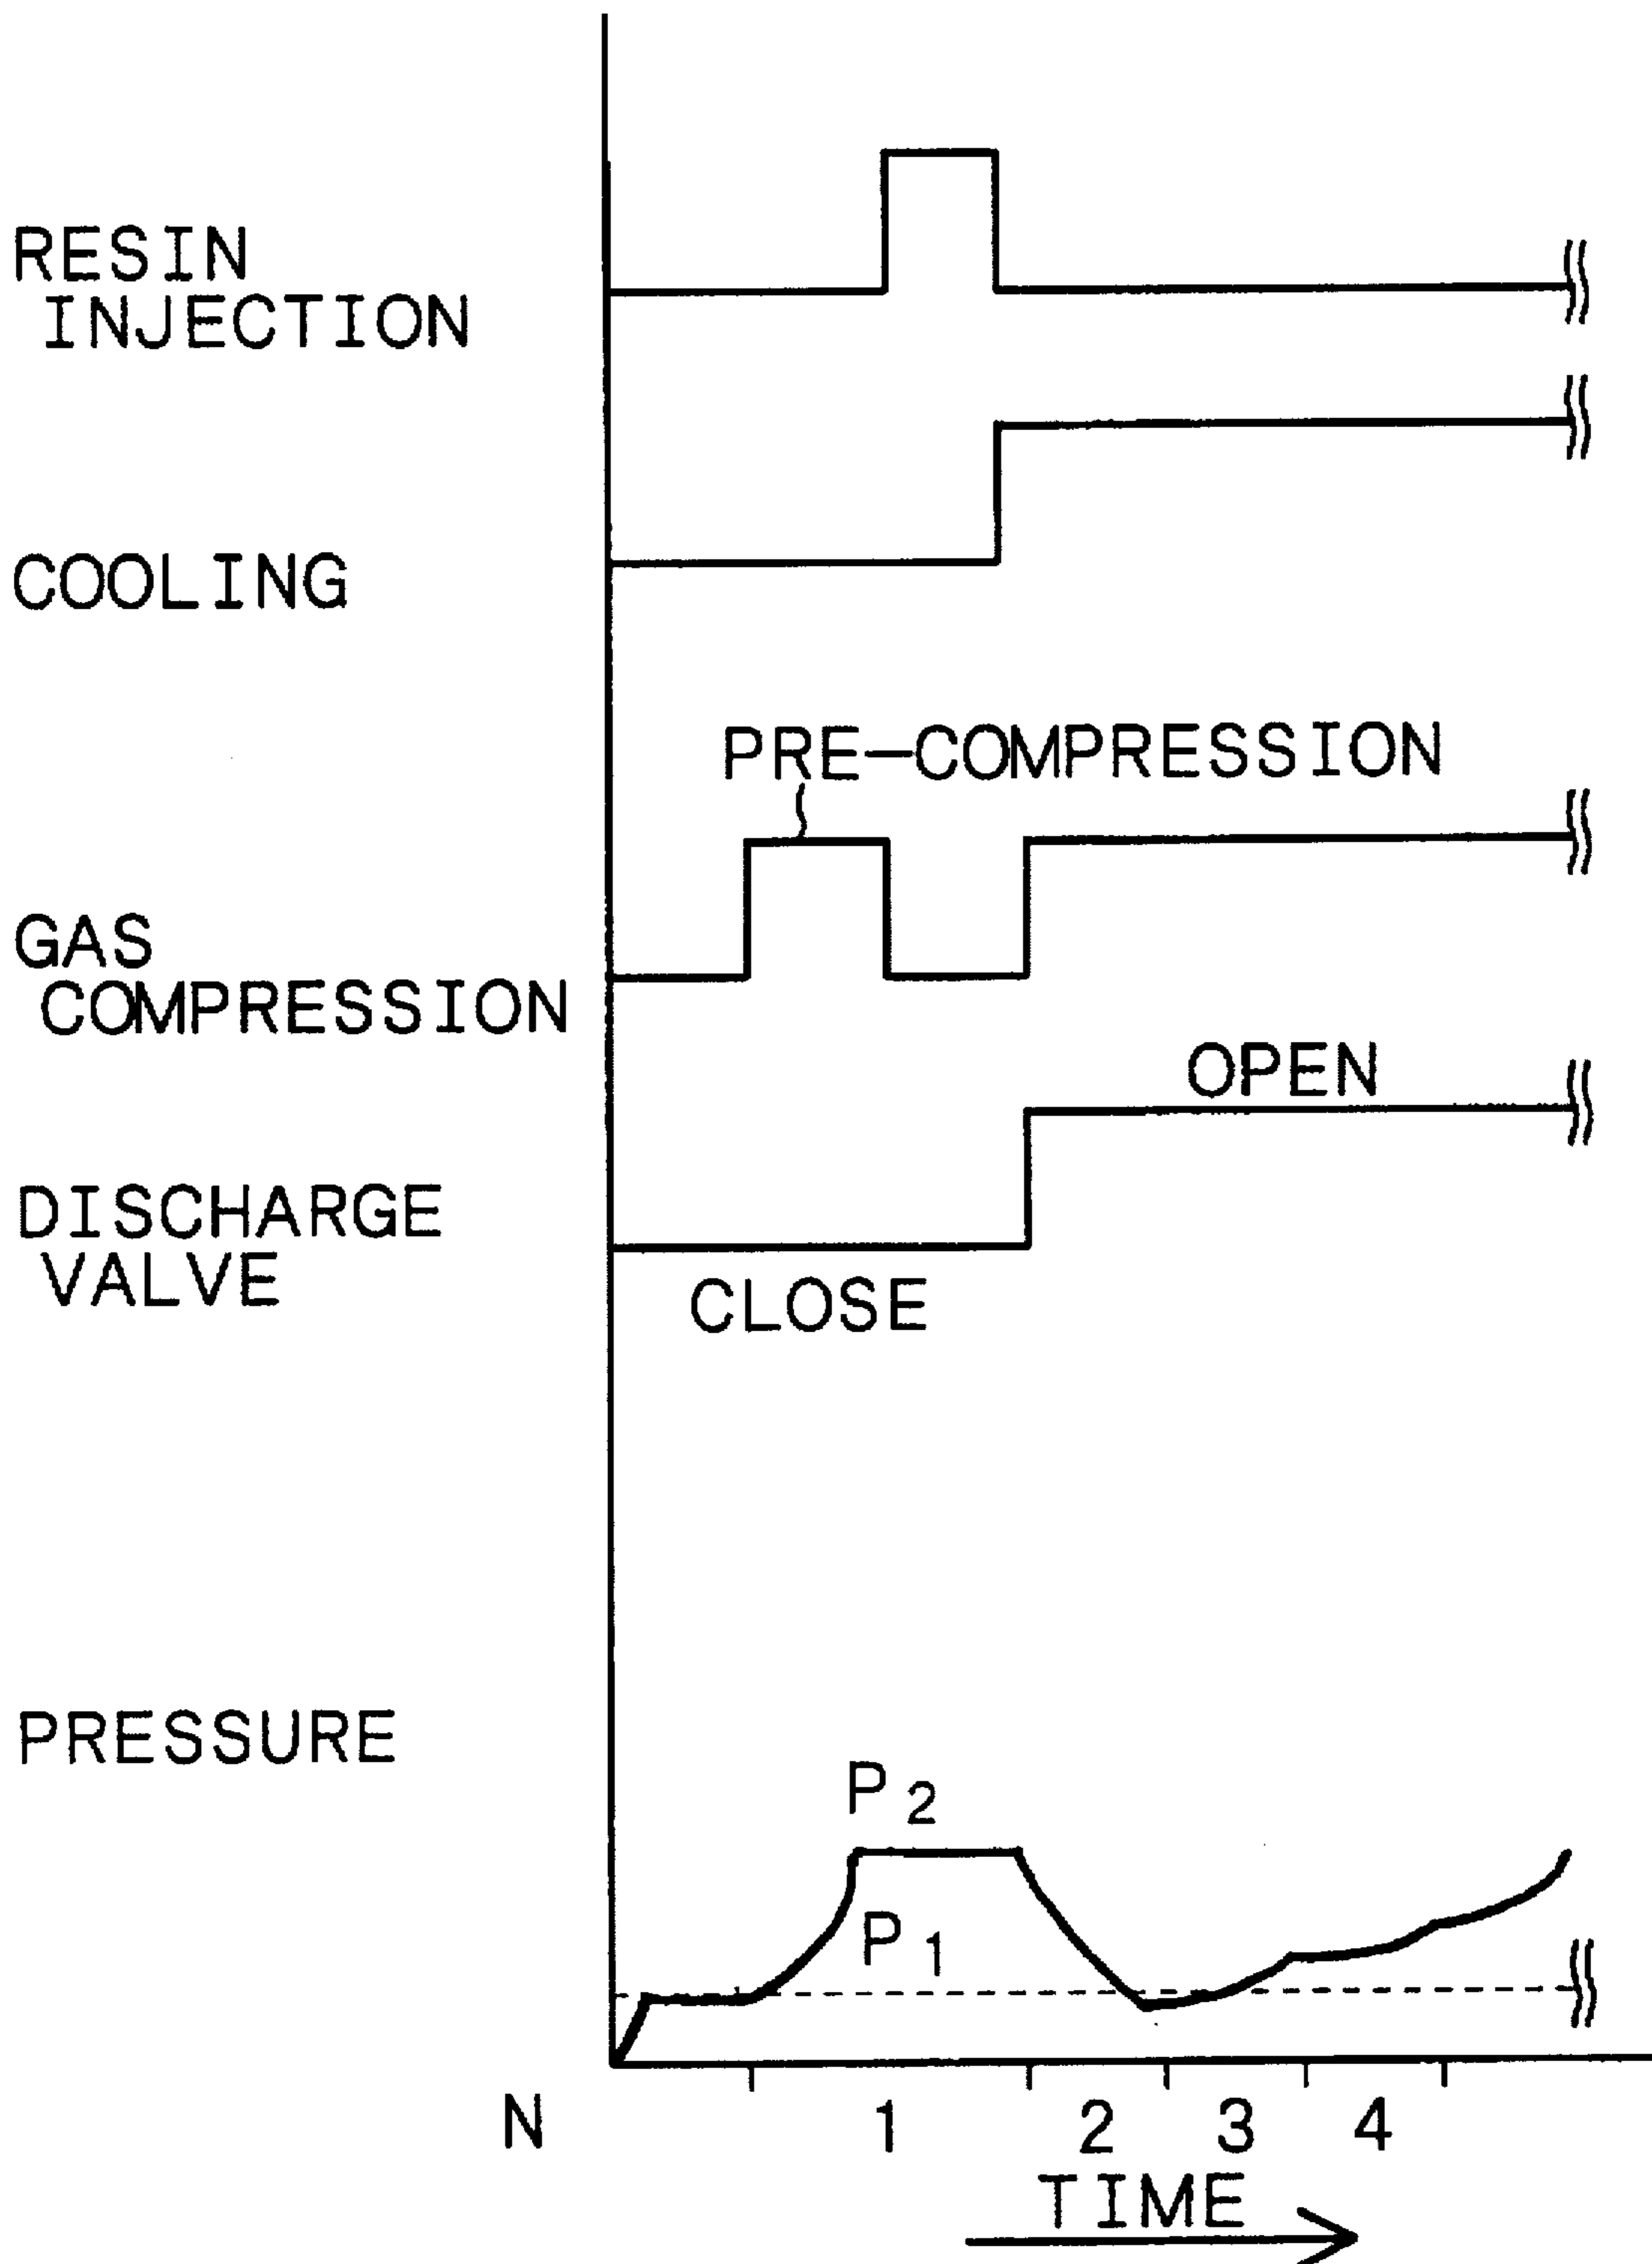 RESIN
INJECTION
COOLING
PRE-COMPRESSION
GAS
COMPRESSION
OPEN
DISCHARGE
VALVE
CLOSE
PRESSURE
P2
P1
N 1 2 3 4
TIME